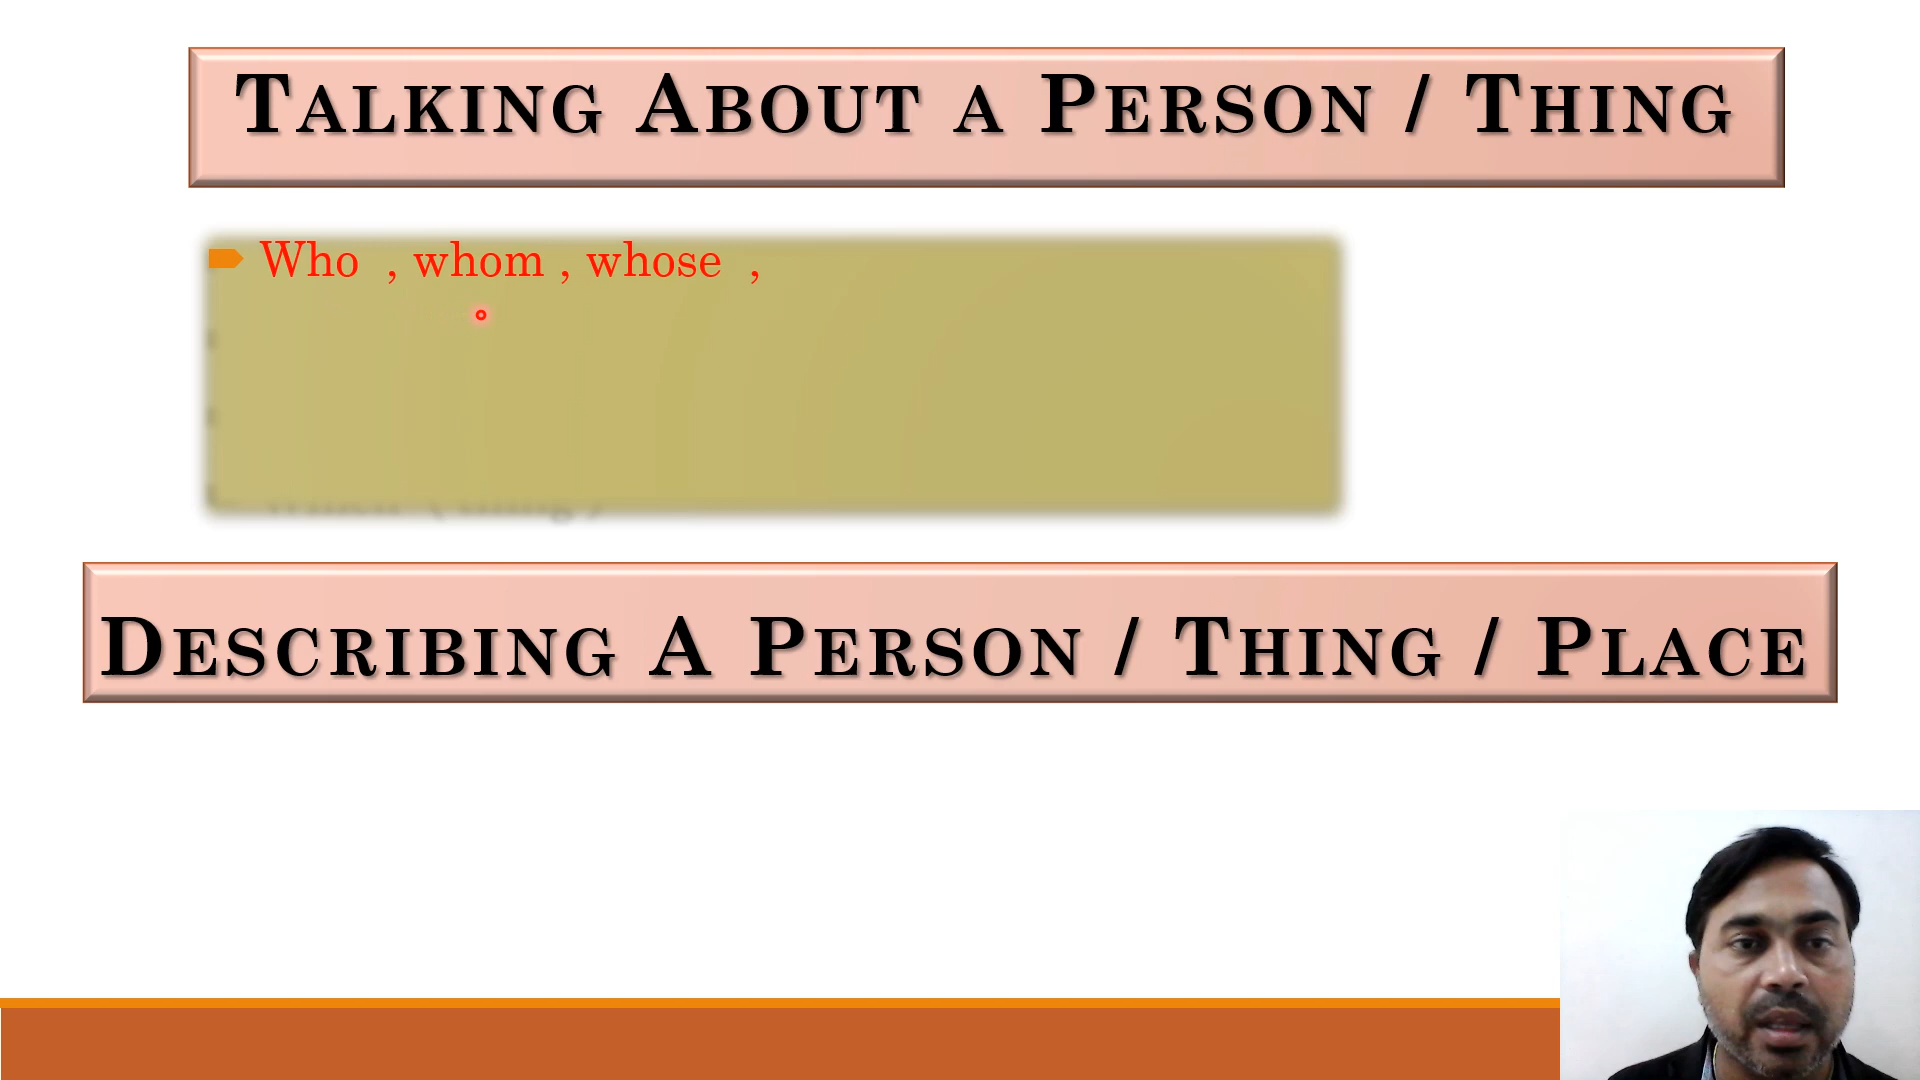 Talking About a Person / Thing
Who , whom , whose ,
Describing A Person / Thing / Place